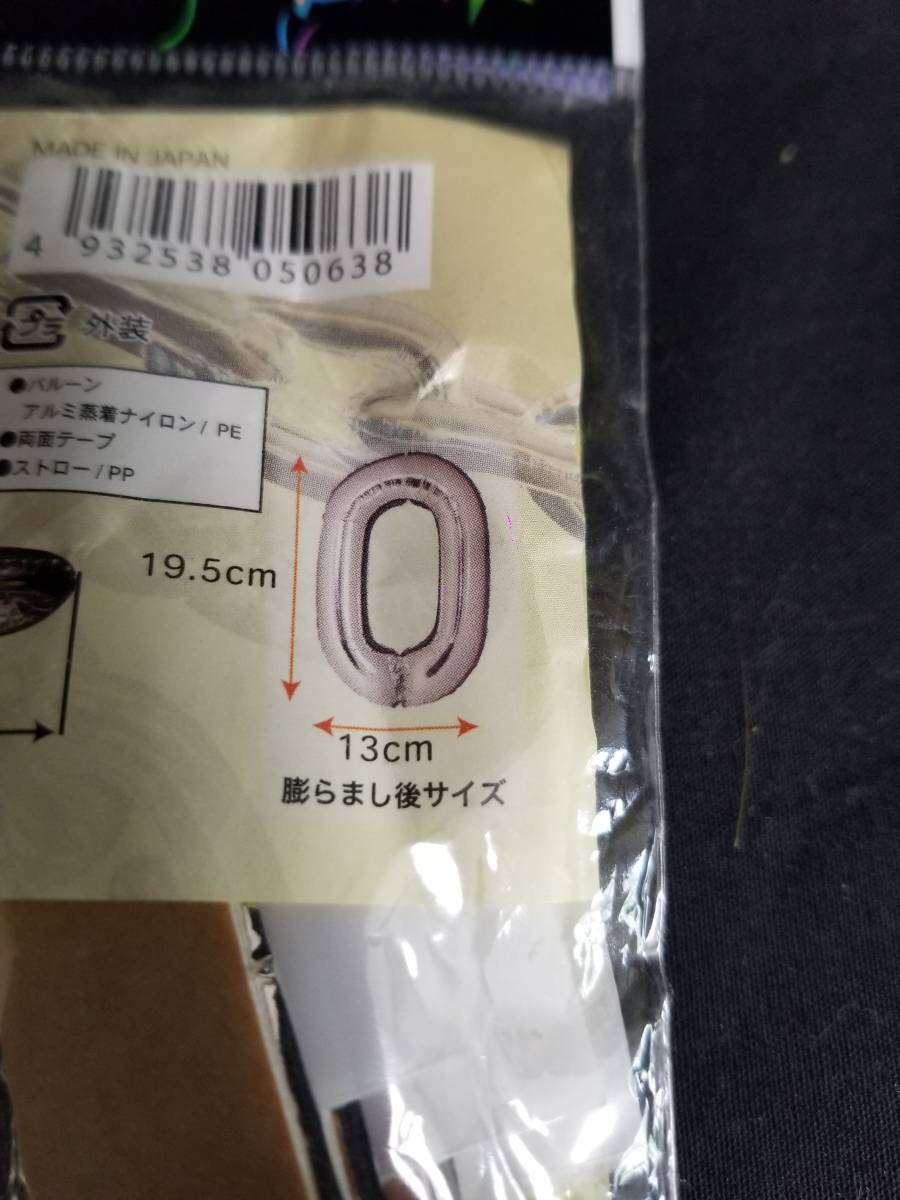 MADE IN JAPAN
4 932538 050638
プラ 外装
●バルーン
アルミ蒸着ナイロン/PE
●両面テープ
●ストロー/PP
19.5cm
13cm
膨らまし後サイズ